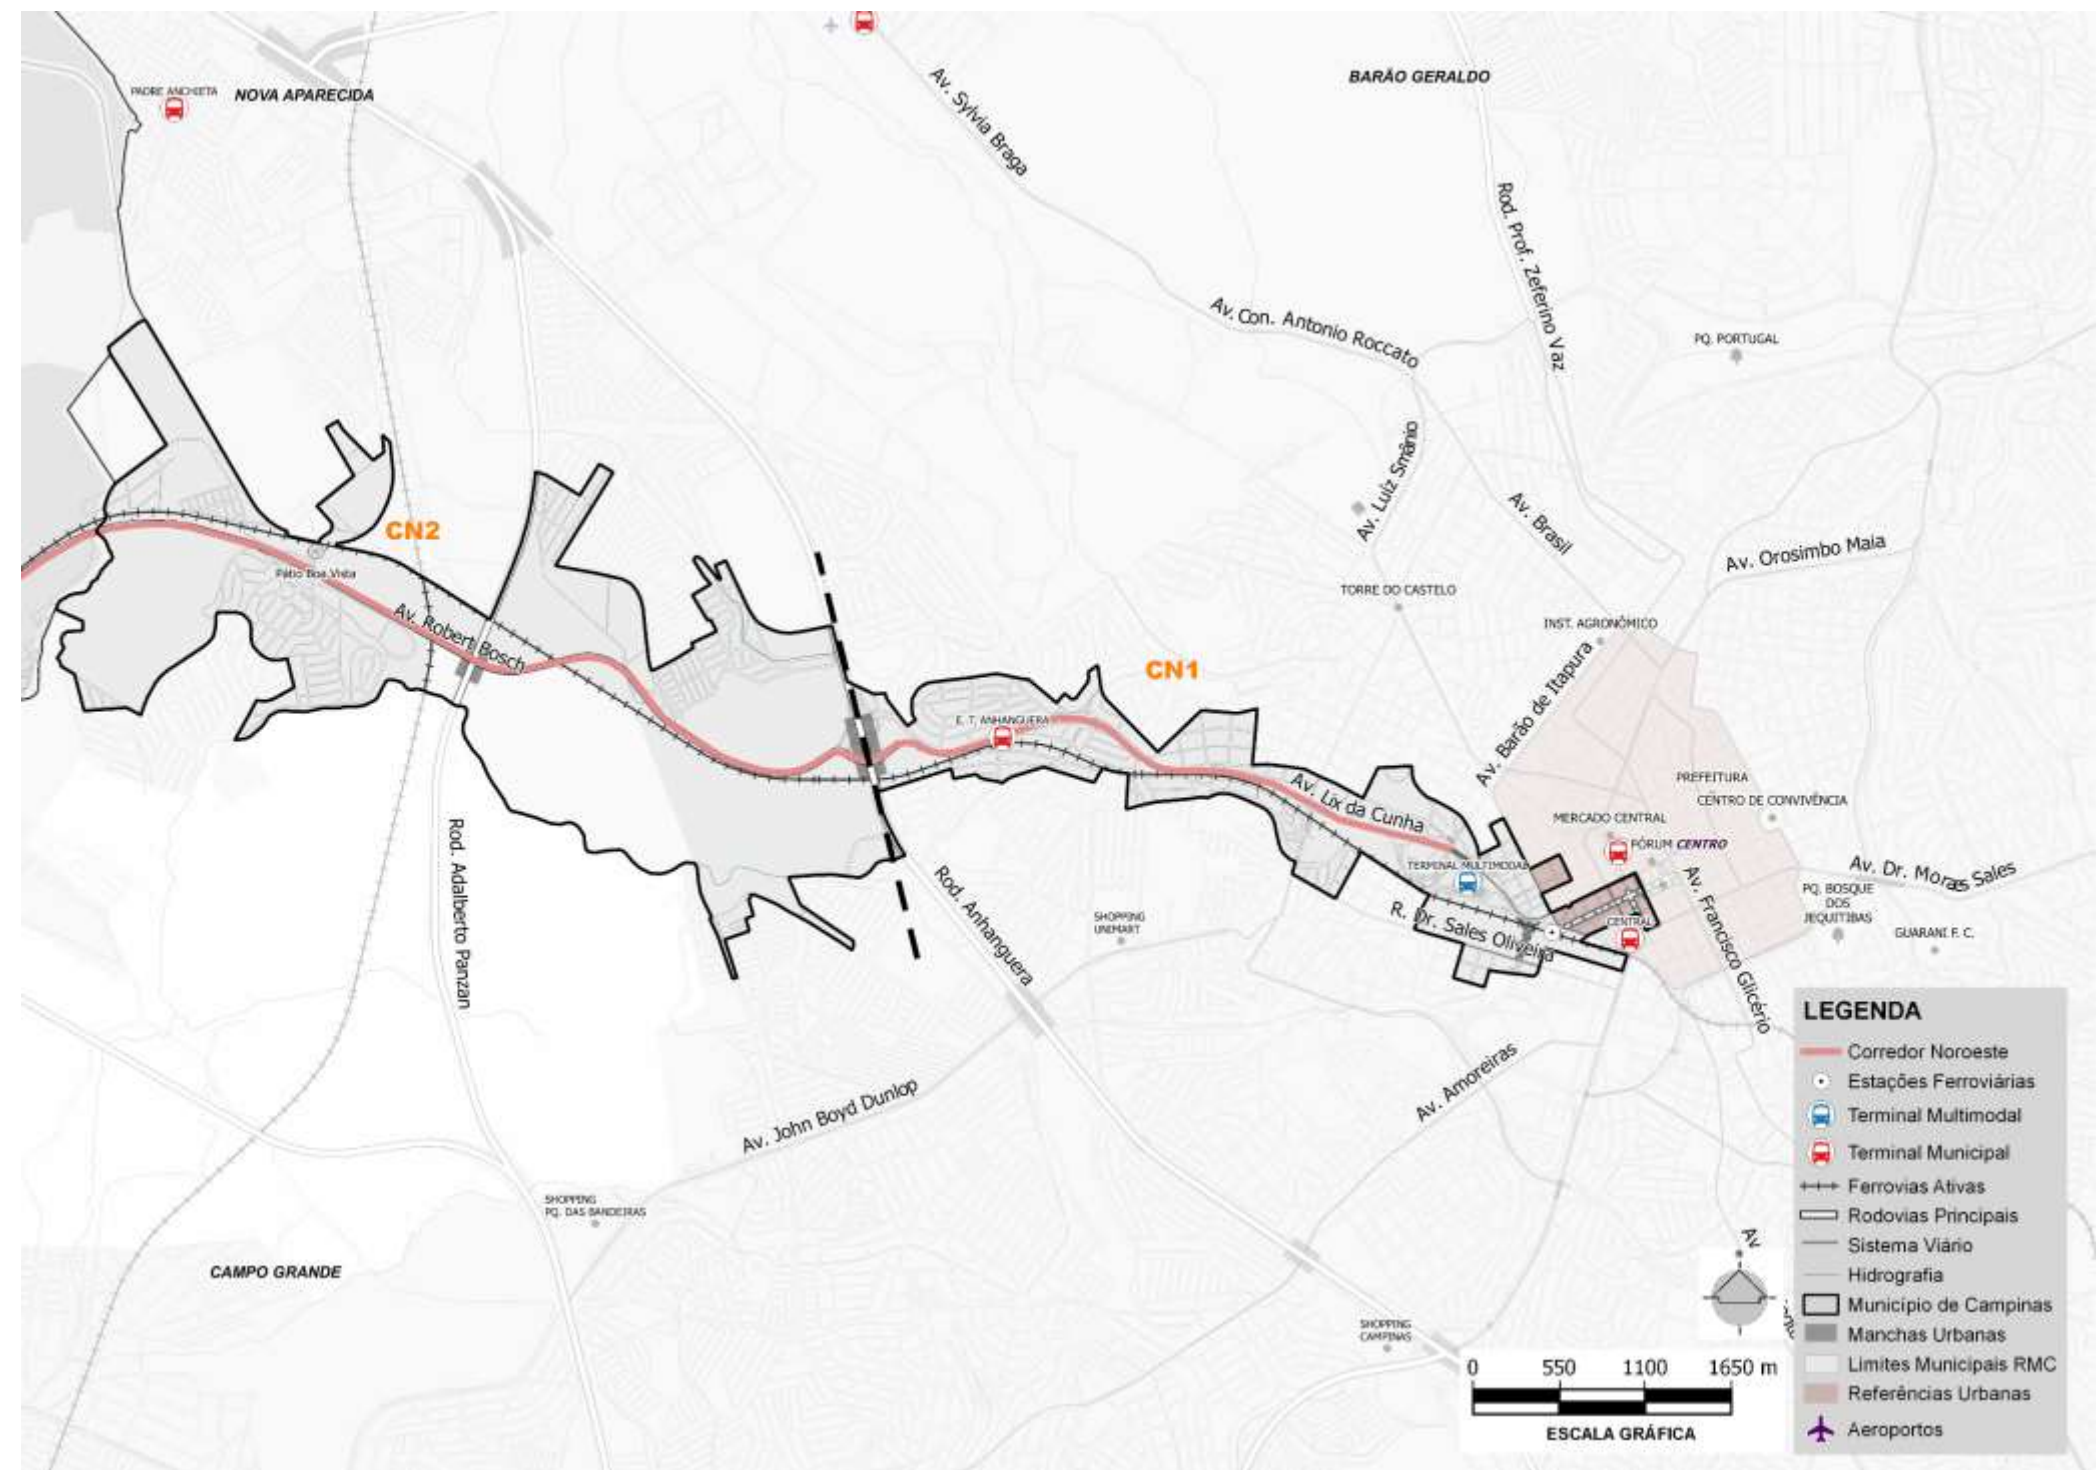 PADRE ANCHIETA
NOVA APARECIDA
BARÃO GERALDO
Av. Sylvia Braga
Rod. Prof. Zeferino Vaz
Av. Con. Antonio Roccato
PQ. PORTUGAL
Av. Luiz Smânio
Av. Brasil
Av. Orosimbo Maia
CN2
Pátio Boa Vista
TORRE DO CASTELO
INST. AGRONÔMICO
Av. Robert Bosch
CN1
Av. Barão de Itapura
E. T. ANHANGUERA
PREFEITURA
CENTRO DE CONVIVÊNCIA
Av. Lix da Cunha
MERCADO CENTRAL
FÓRUM CENTRO
TERMINAL MULTIMODAL
Av. Dr. Moraes Sales
Rod. Adalberto Panzan
Rod. Anhanguera
SHOPPING
UNIMART
R. Dr. Sales Oliveira
CENTRAL
Av. Francisco Glicério
PQ. BOSQUE
DOS
JEQUITIBAS
GUARANI F. C.
Av. John Boyd Dunlop
Av. Amoreiras
SHOPPING
PQ. DAS BANDEIRAS
CAMPO GRANDE
SHOPPING
CAMPINAS
Av
LEGENDA
Corredor Noroeste
Estações Ferroviárias
Terminal Multimodal
Terminal Municipal
Ferrovias Ativas
Rodovias Principais
Sistema Viário
Hidrografia
Município de Campinas
Manchas Urbanas
Limites Municipais RMC
Referências Urbanas
Aeroportos
0 550 1100 1650 m
ESCALA GRÁFICA